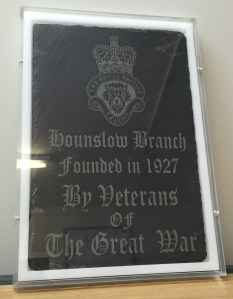 Hounslow Branch
Founded in 1927
By Veterans
Of
The Great War